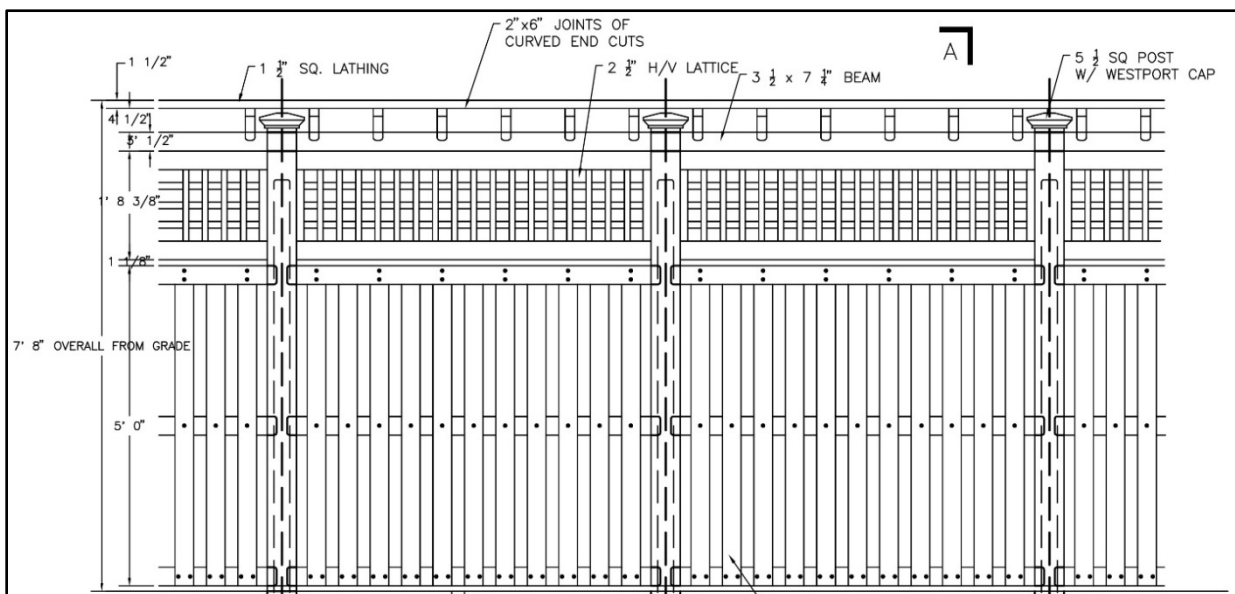 2"x6" JOINTS OF
CURVED END CUTS
A
5 1/2 SQ POST
W/ WESTPORT CAP
1 1/2"
1 1/2" SQ. LATHING
2 1/2" H/V LATTICE
3 1/2 x 7 1/4" BEAM
4 1/2"
3' 1/2"
1' 8 3/8"
1 1/8"
7' 8" OVERALL FROM GRADE
5' 0"